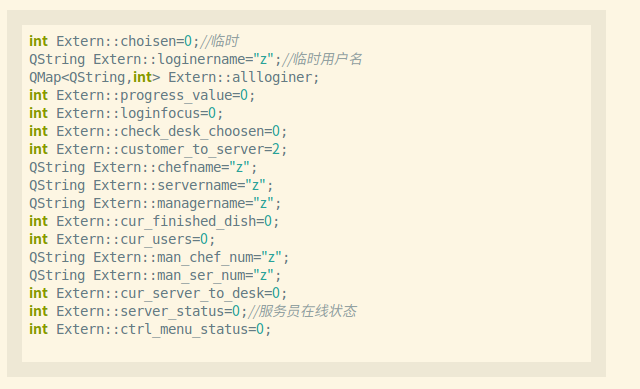 int Extern::choisen=0;//临时
QString Extern::loginername="z";//临时用户名
QMap<QString,int> Extern::allloginer;
int Extern::progress_value=0;
int Extern::loginfocus=0;
int Extern::check_desk_choosen=0;
int Extern::customer_to_server=2;
QString Extern::chefname="z";
QString Extern::servername="z";
QString Extern::managername="z";
int Extern::cur_finished_dish=0;
int Extern::cur_users=0;
QString Extern::man_chef_num="z";
QString Extern::man_ser_num="z";
int Extern::cur_server_to_desk=0;
int Extern::server_status=0;//服务员在线状态
int Extern::ctrl_menu_status=0;